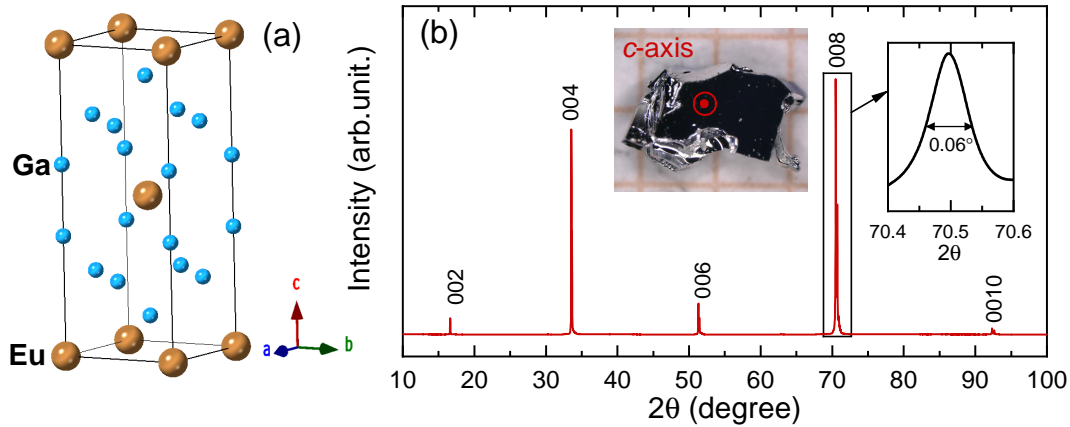 (a)
Ga
Eu
c
a
b
(b)
Intensity (arb.unit.)
c-axis
002
004
006
008
0010
0.06°
70.4 70.5 70.6
2θ
10 20 30 40 50 60 70 80 90 100
2θ (degree)